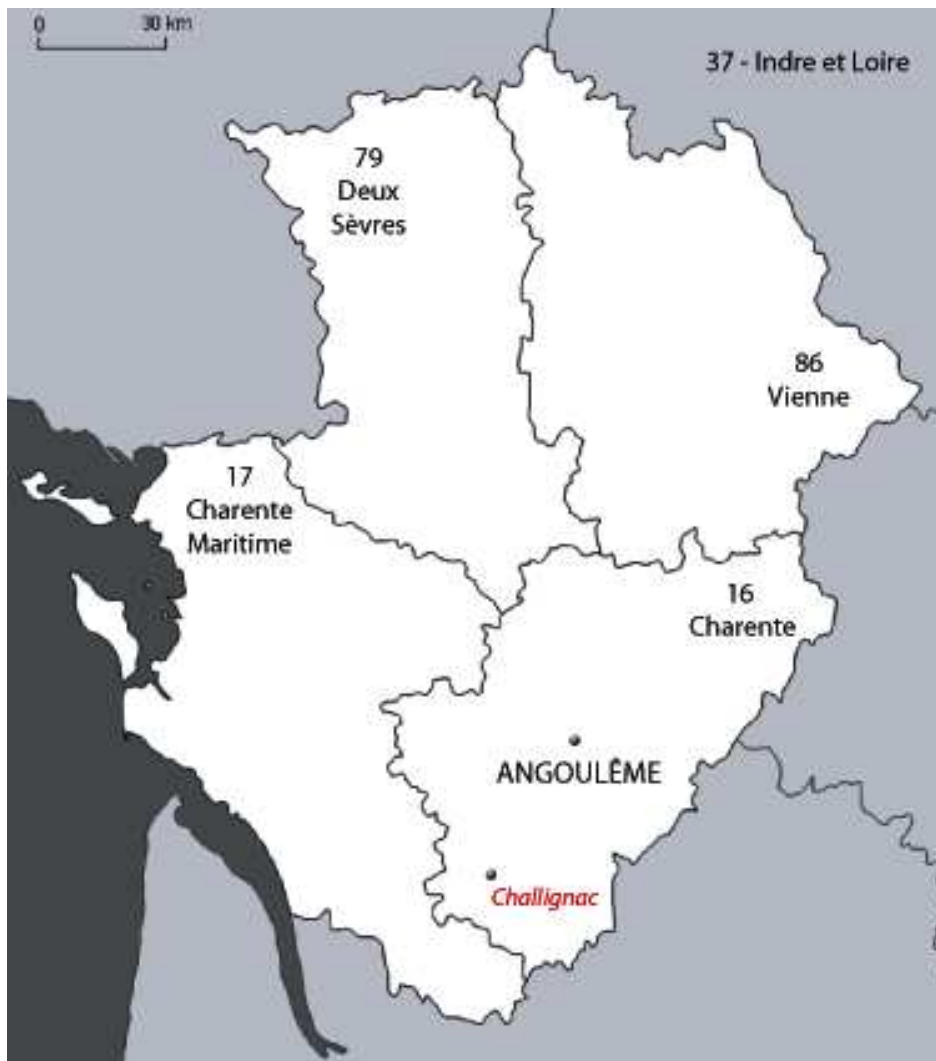 0 30 km
37 - Indre et Loire
79
Deux
Sèvres
86
Vienne
17
Charente
Maritime
16
Charente
ANGOULÊME
Challignac